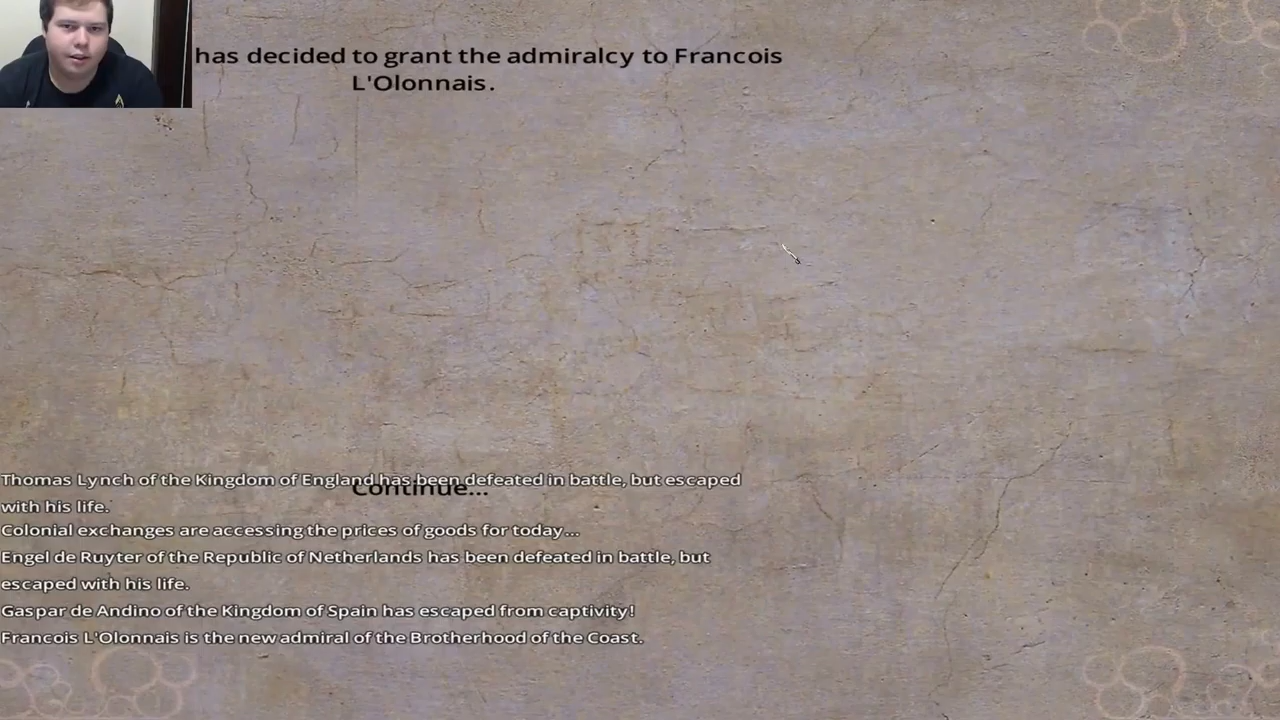 has decided to grant the admiralcy to Francois
L'Olonnais.
Thomas Lynch of the Kingdom of England has been defeated in battle, but escaped
Continue...
with his life.
Colonial exchanges are accessing the prices of goods for today...
Engel de Ruyter of the Republic of Netherlands has been defeated in battle, but
escaped with his life.
Gaspar de Andino of the Kingdom of Spain has escaped from captivity!
Francois L'Olonnais is the new admiral of the Brotherhood of the Coast.